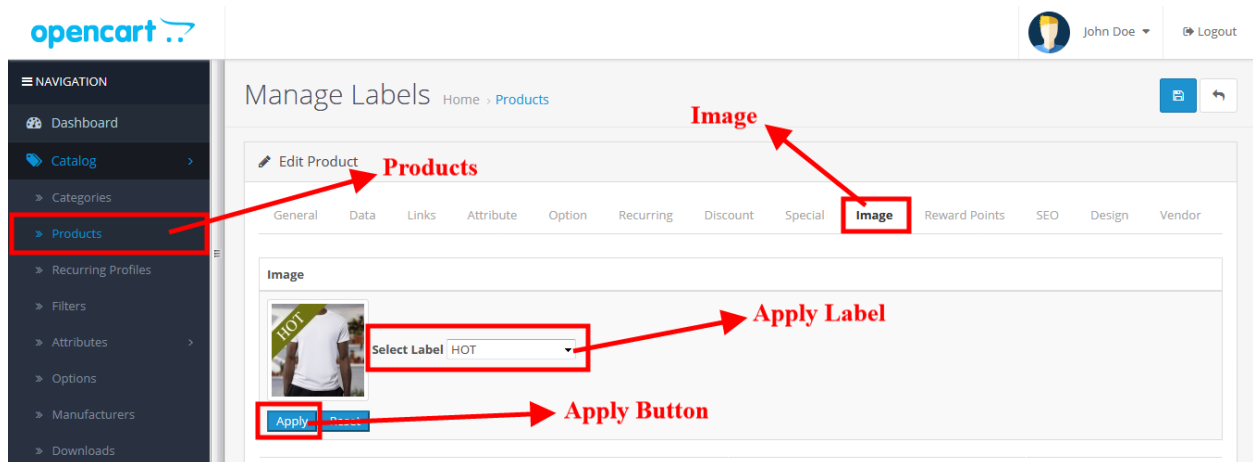 opencart
John Doe
Logout
NAVIGATION
Manage Labels Home › Products
Image
Dashboard
Catalog
Edit Product
Products
Categories
General Data Links Attribute Option Recurring Discount Special Image Reward Points SEO Design Vendor
Products
Recurring Profiles
Image
Filters
HOT
Apply Label
Attributes
Select Label HOT
Options
Manufacturers
Apply Reset
Apply Button
Downloads